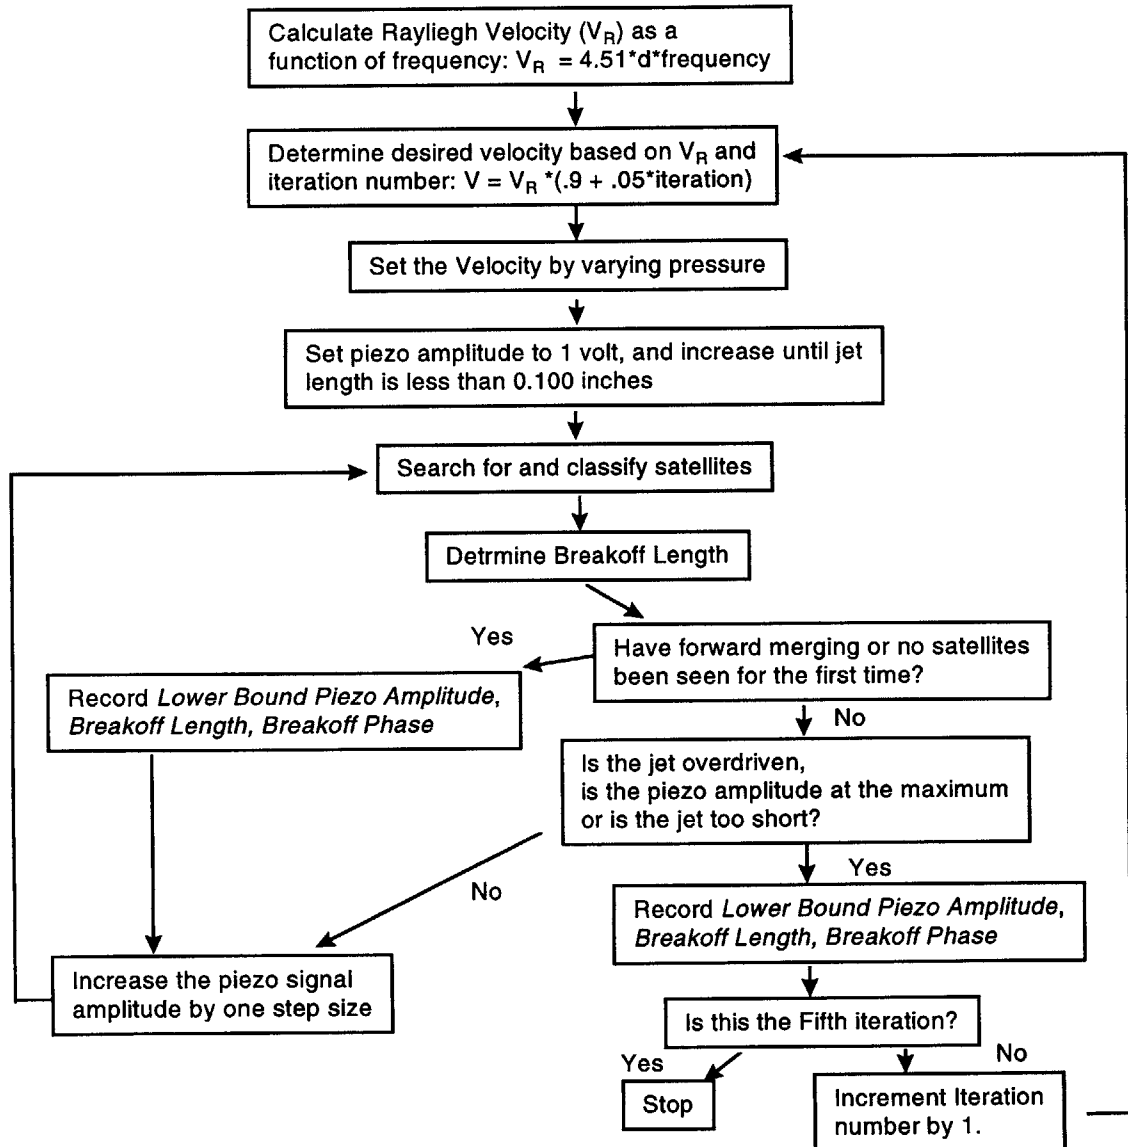 Calculate Rayliegh Velocity (VR) as a
function of frequency: VR = 4.51*d*frequency
Determine desired velocity based on VR and
iteration number: V = VR *(.9 + .05*iteration)
Set the Velocity by varying pressure
Set piezo amplitude to 1 volt, and increase until jet
length is less than 0.100 inches
Search for and classify satellites
Detrmine Breakoff Length
Yes
Have forward merging or no satellites
been seen for the first time?
Record Lower Bound Piezo Amplitude,
Breakoff Length, Breakoff Phase
No
Is the jet overdriven,
is the piezo amplitude at the maximum
or is the jet too short?
No
Yes
Record Lower Bound Piezo Amplitude,
Breakoff Length, Breakoff Phase
Increase the piezo signal
amplitude by one step size
Is this the Fifth iteration?
Yes
No
Stop
Increment Iteration
number by 1.